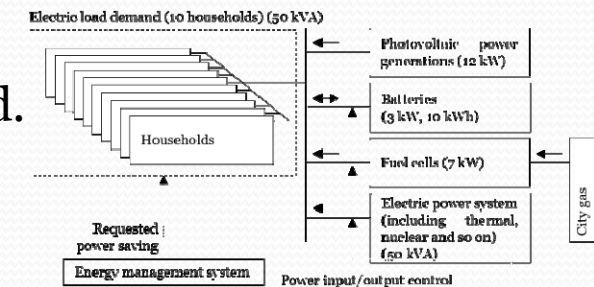 Electric load demand (10 households) (50 kVA)
Photovoltaic power
generations (12 kW)
d.
Batteries
(3 kW, 10 kWh)
Households
Fuel cells (7 kW)
City gas
Electric power system
(including thermal,
nuclear and so on)
(50 kVA)
Requested
power saving
Energy management system
Power input/output control